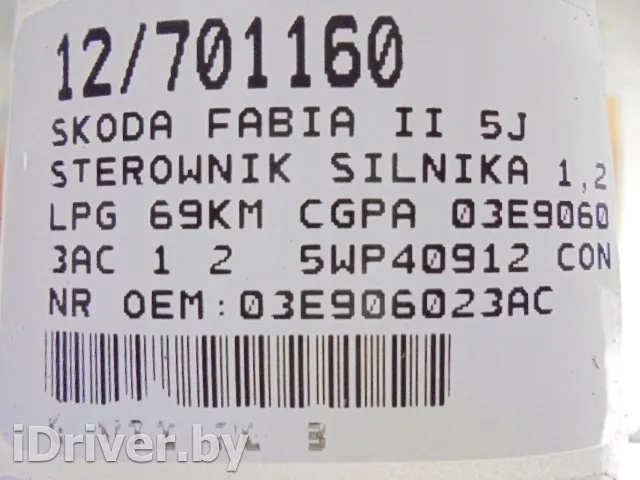 12/701160
SKODA FABIA II 5J
STEROWNIK SILNIKA 1,2
LPG 69KM CGPA 03E9060
3AC 1 2 5WP40912 CON
NR OEM:03E906023AC
iDriver.by